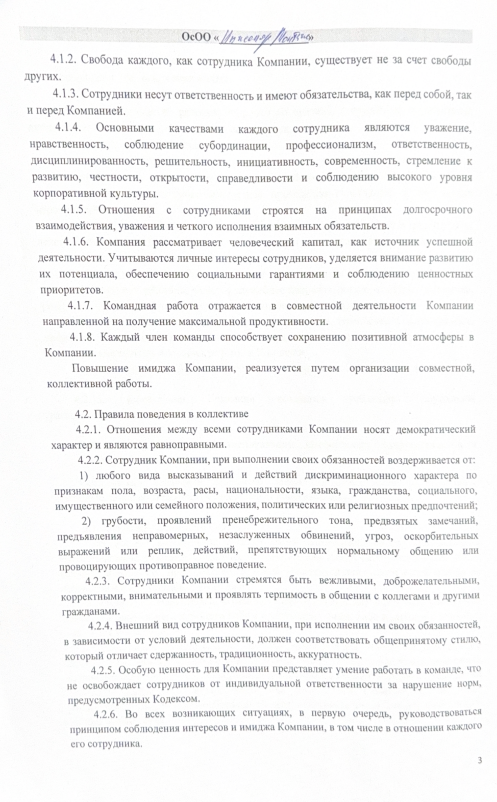 ОсОО «
4.1.2. Свобода каждого, как сотрудника Компании, существует не за счет свободы
других.
4.1.3. Сотрудники несут ответственность и имеют обязательства, как перед собой, так
и перед Компанией.
4.1.4. Основными качествами каждого сотрудника являются уважение,
нравственность, соблюдение субординации, профессионализм, ответственность,
дисциплинированность, решительность, инициативность, современность, стремление к
развитию, честности, открытости, справедливости и соблюдению высокого уровня
корпоративной культуры.
4.1.5. Отношения с сотрудниками строятся на принципах долгосрочного
взаимодействия, уважения и четкого исполнения взаимных обязательств.
4.1.6. Компания рассматривает человеческий капитал, как источник успешной
деятельности. Учитываются личные интересы сотрудников, уделяется внимание развитию
их потенциала, обеспечению социальными гарантиями и соблюдению ценностных
приоритетов.
4.1.7. Командная работа отражается в совместной деятельности Компании
направленной на получение максимальной продуктивности.
4.1.8. Каждый член команды способствует сохранению позитивной атмосферы в
Компании.
Повышение имиджа Компании, реализуется путем организации совместной,
коллективной работы.
4.2. Правила поведения в коллективе
4.2.1. Отношения между всеми сотрудниками Компании носят демократический
характер и являются равноправными.
4.2.2. Сотрудник Компании, при выполнении своих обязанностей воздерживается от:
1) любого вида высказываний и действий дискриминационного характера по
признакам пола, возраста, расы, национальности, языка, гражданства, социального,
имущественного или семейного положения, политических или религиозных предпочтений;
2) грубости, проявлений пренебрежительного тона, предвзятых замечаний,
предъявления неправомерных, незаслуженных обвинений, угроз, оскорбительных
выражений или реплик, действий, препятствующих нормальному общению или
провоцирующих противоправное поведение.
4.2.3. Сотрудники Компании стремятся быть вежливыми, доброжелательными,
корректными, внимательными и проявлять терпимость в общении с коллегами и другими
гражданами.
4.2.4. Внешний вид сотрудников Компании, при исполнении им своих обязанностей,
в зависимости от условий деятельности, должен соответствовать общепринятому стилю,
который отличает сдержанность, традиционность, аккуратность.
4.2.5. Особую ценность для Компании представляет умение работать в команде, что
не освобождает сотрудников от индивидуальной ответственности за нарушение норм,
предусмотренных Кодексом.
4.2.6. Во всех возникающих ситуациях, в первую очередь, руководствоваться
принципом соблюдения интересов и имиджа Компании, в том числе в отношении каждого
его сотрудника.
3